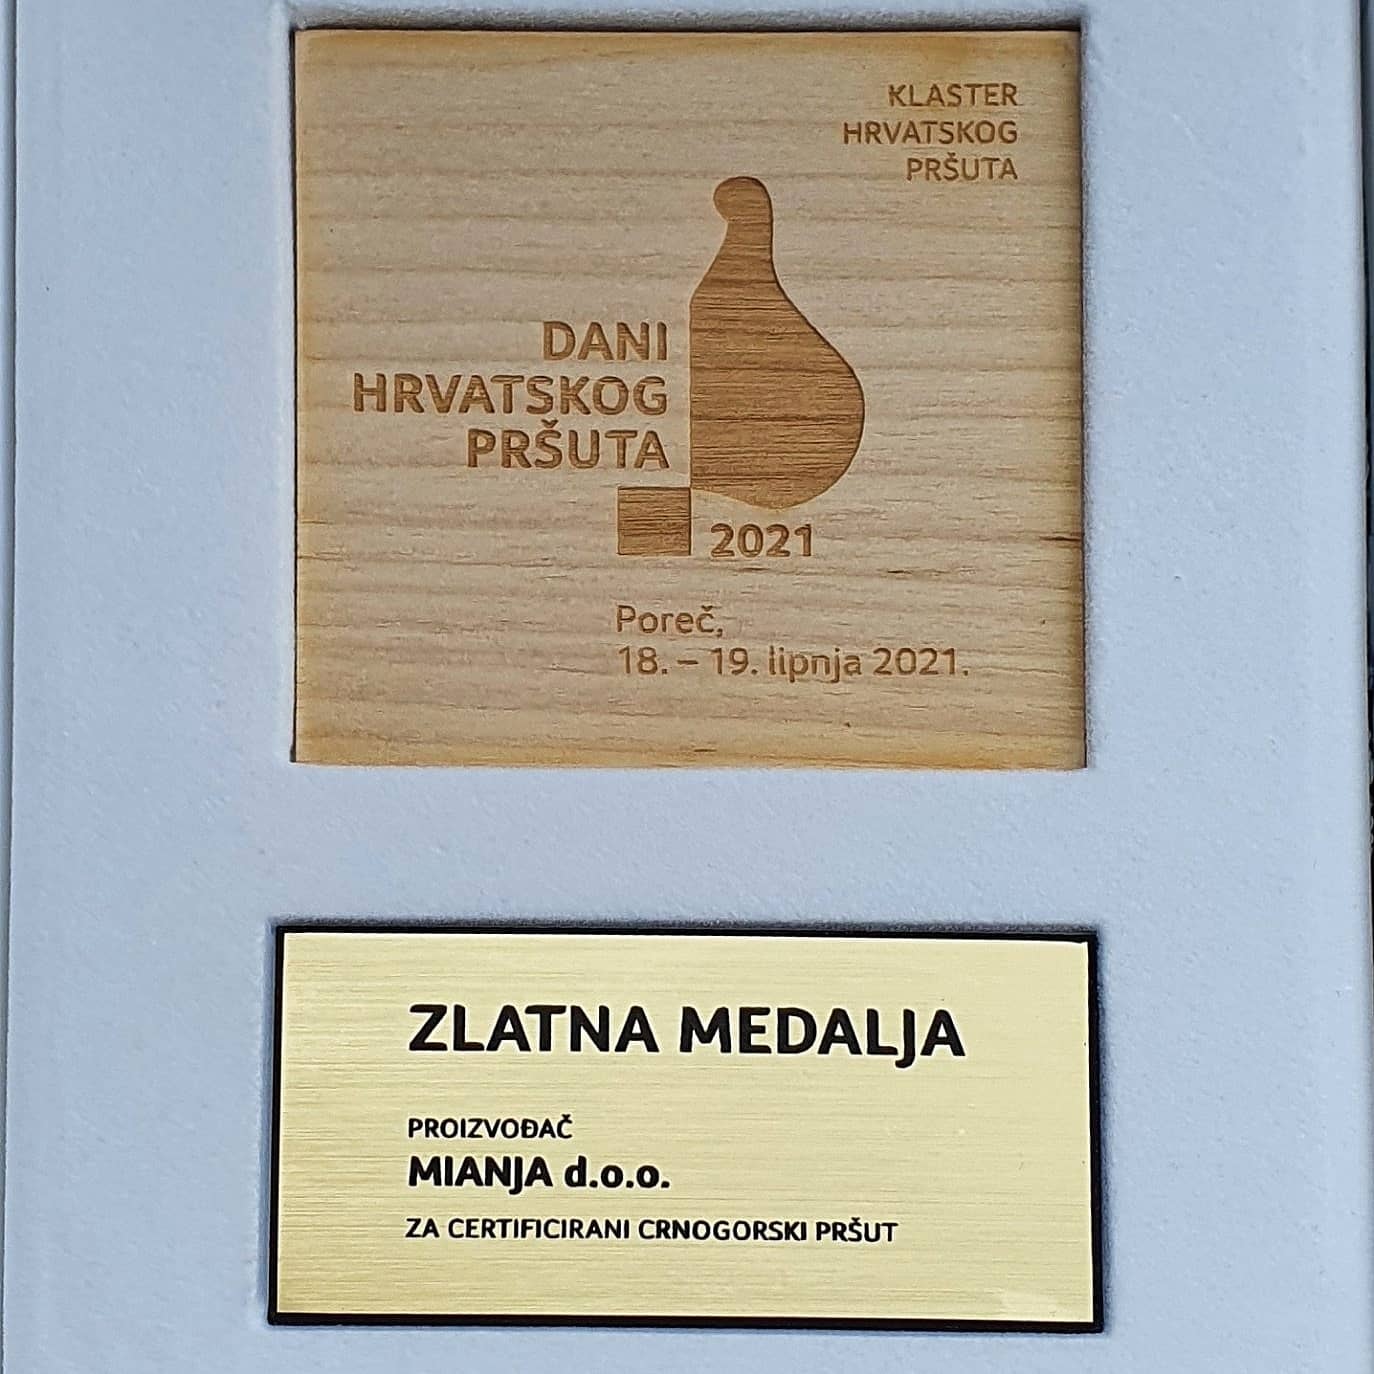 KLASTER
HRVATSKOG
PRŠUTA
DANI
HRVATSKOG
PRŠUTA
2021
Poreč,
18. – 19. lipnja 2021.
ZLATNA MEDALJA
PROIZVOĐAČ
MIANJA d.o.o.
ZA CERTIFICIRANI CRNOGORSKI PRŠUT